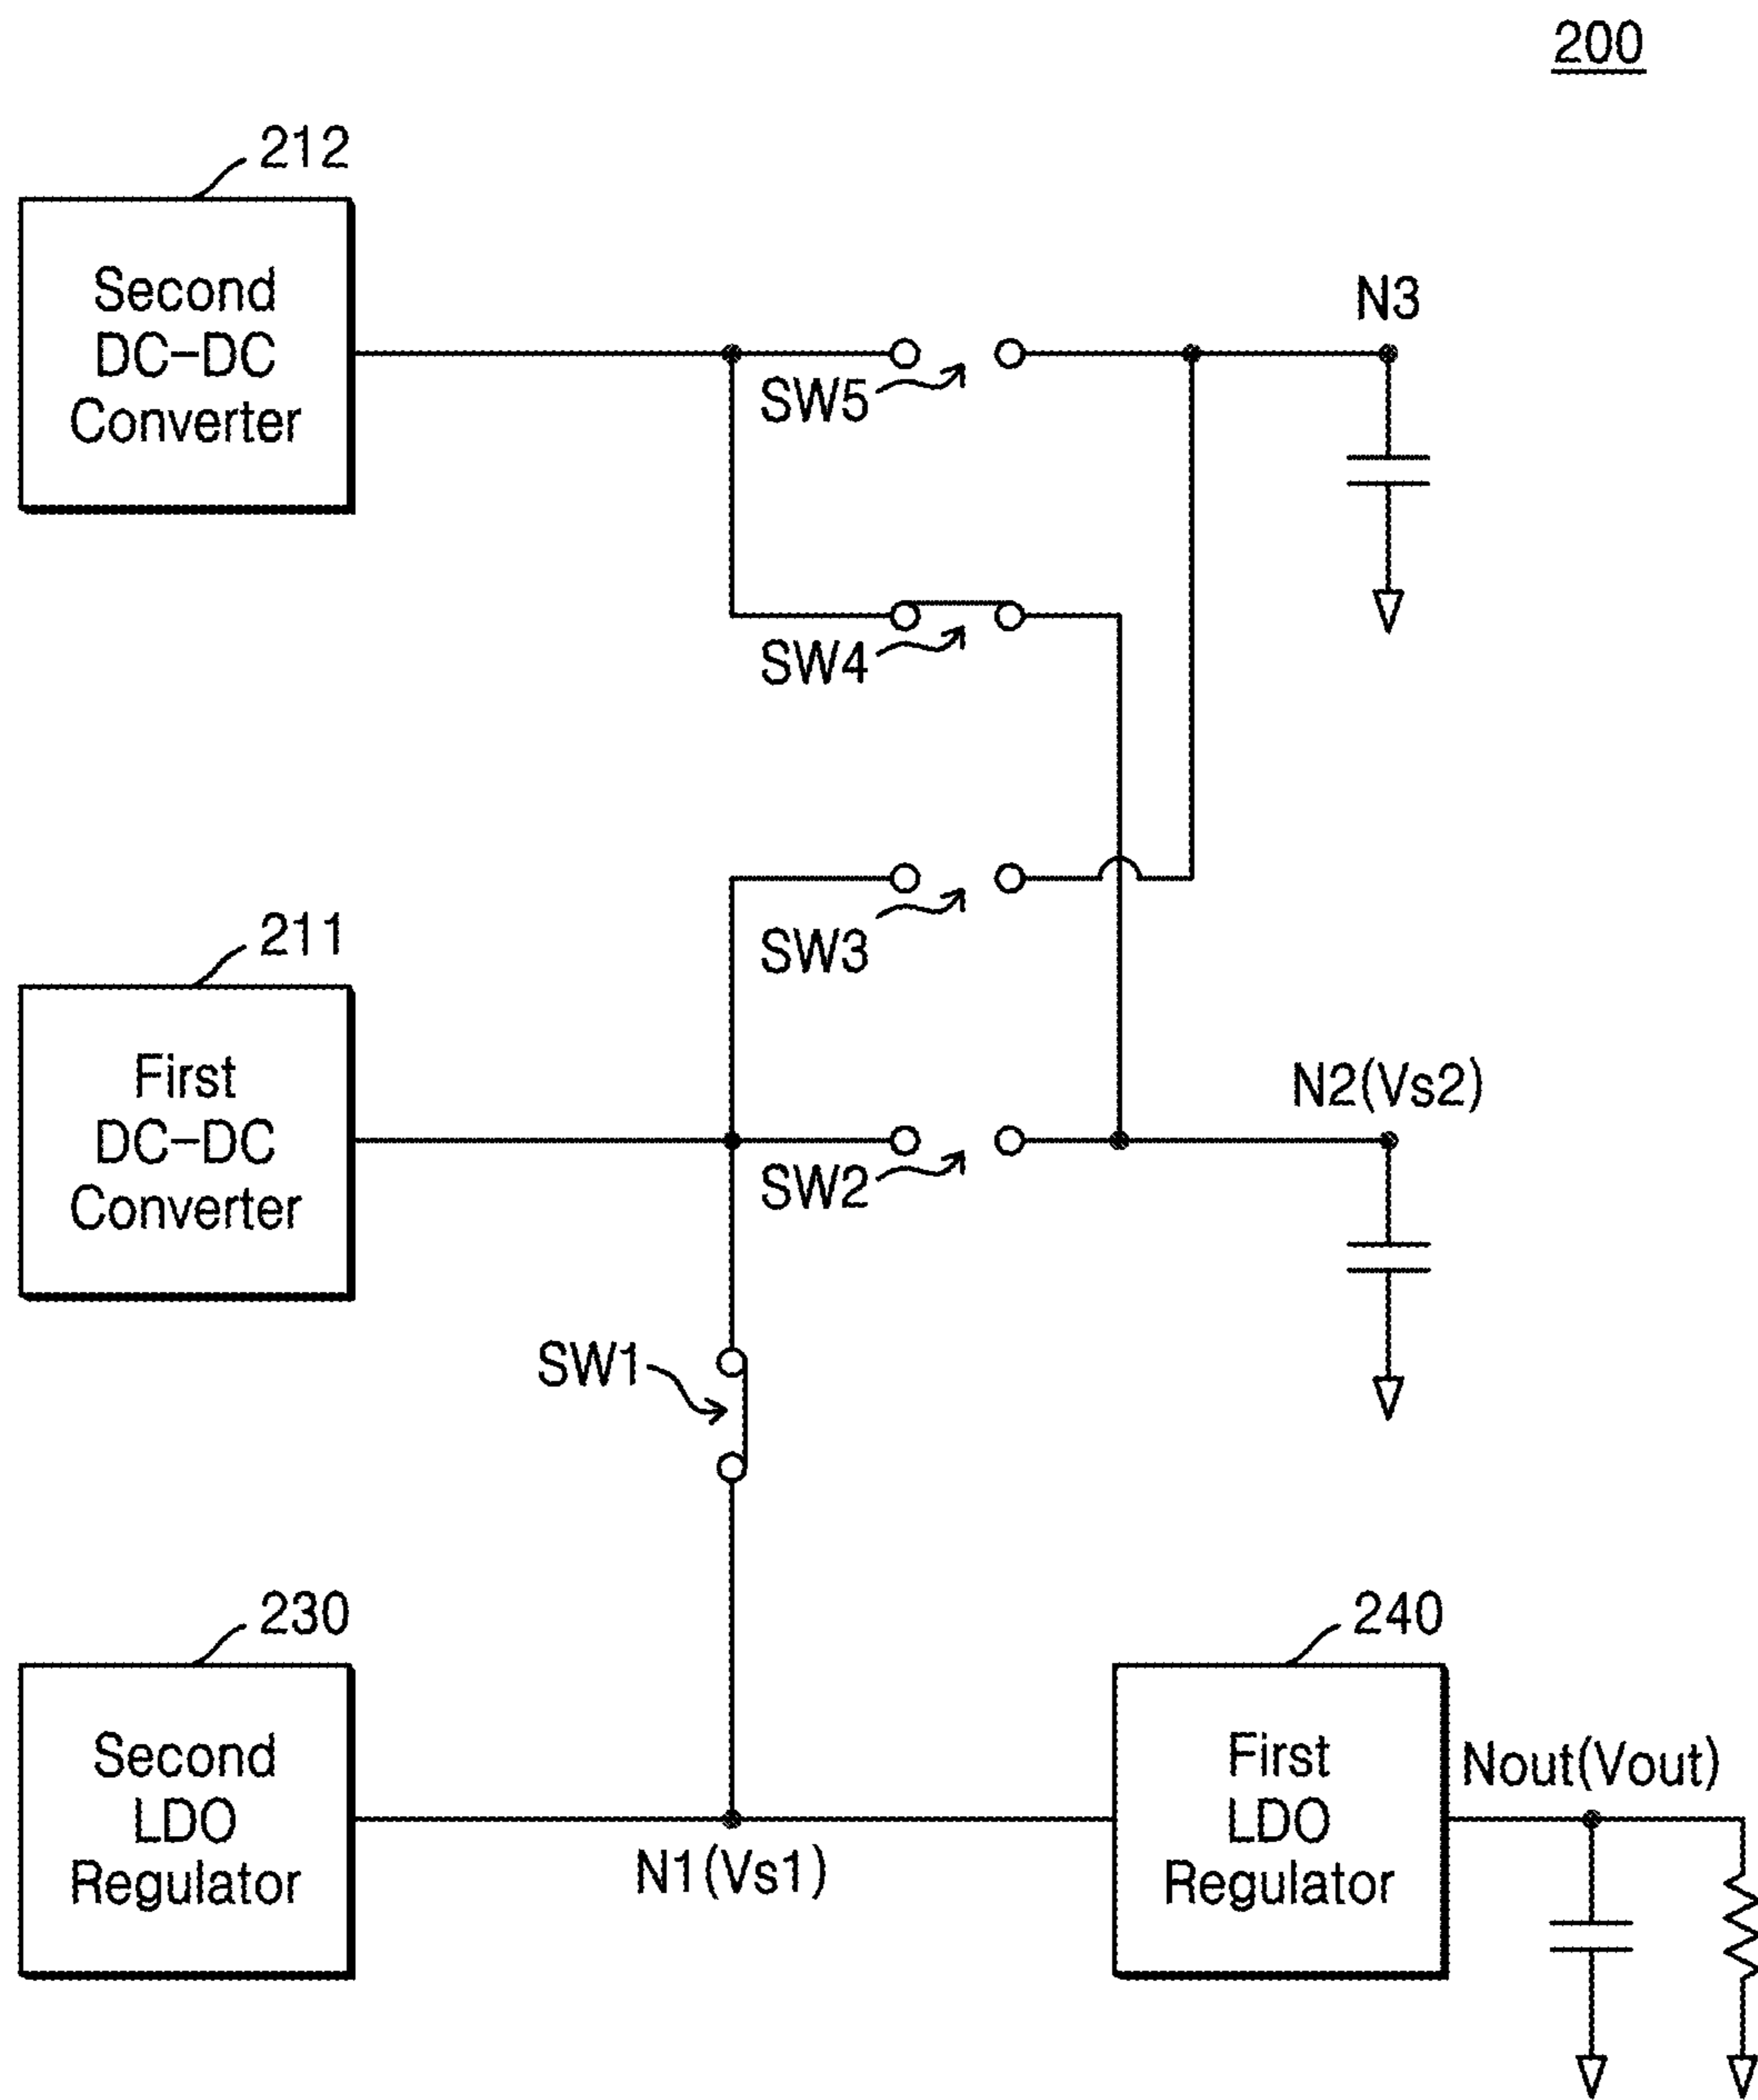 200
212
Second
DC-DC
Converter
N3
SW5
SW4
211
SW3
First
DC-DC
Converter
N2(Vs2)
SW2
SW1
230
240
Second
LDO
Regulator
First
LDO
Regulator
Nout(Vout)
N1(Vs1)